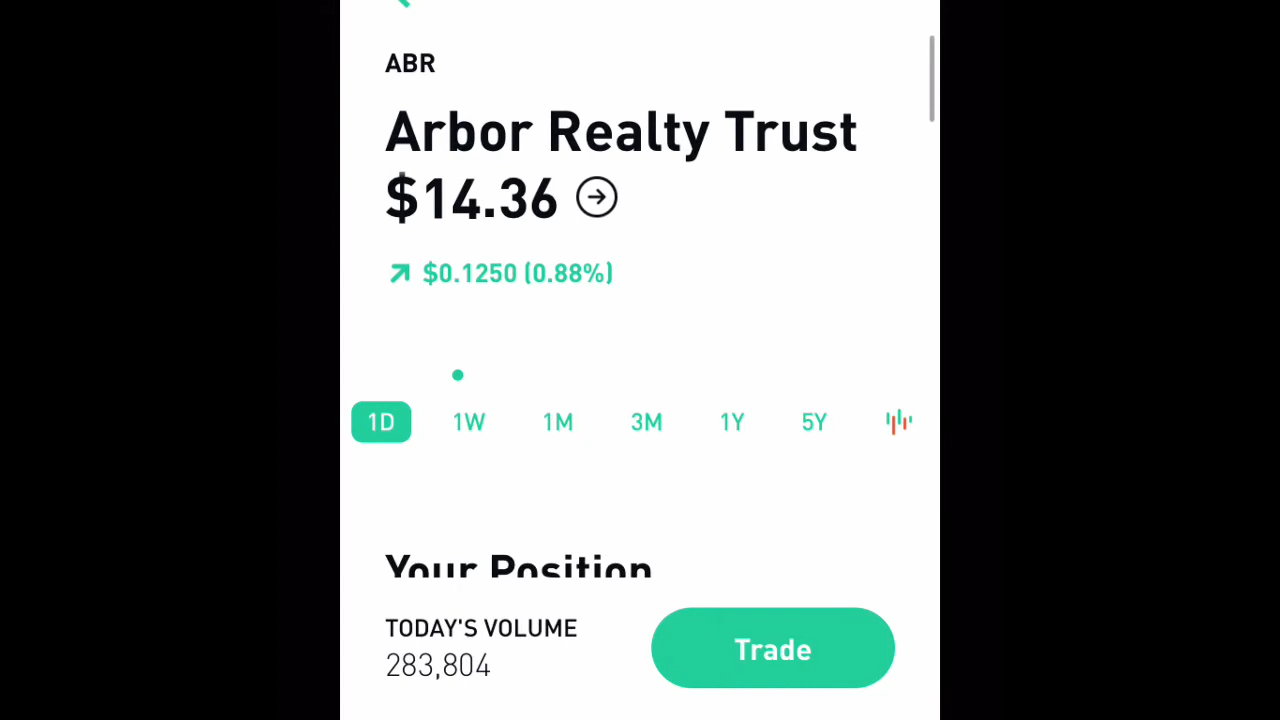 ABR
Arbor Realty Trust
$14.36
$0.1250 (0.88%)
1D 1W 1M 3M 1Y 5Y
Your Position
TODAY'S VOLUME
283,804
Trade